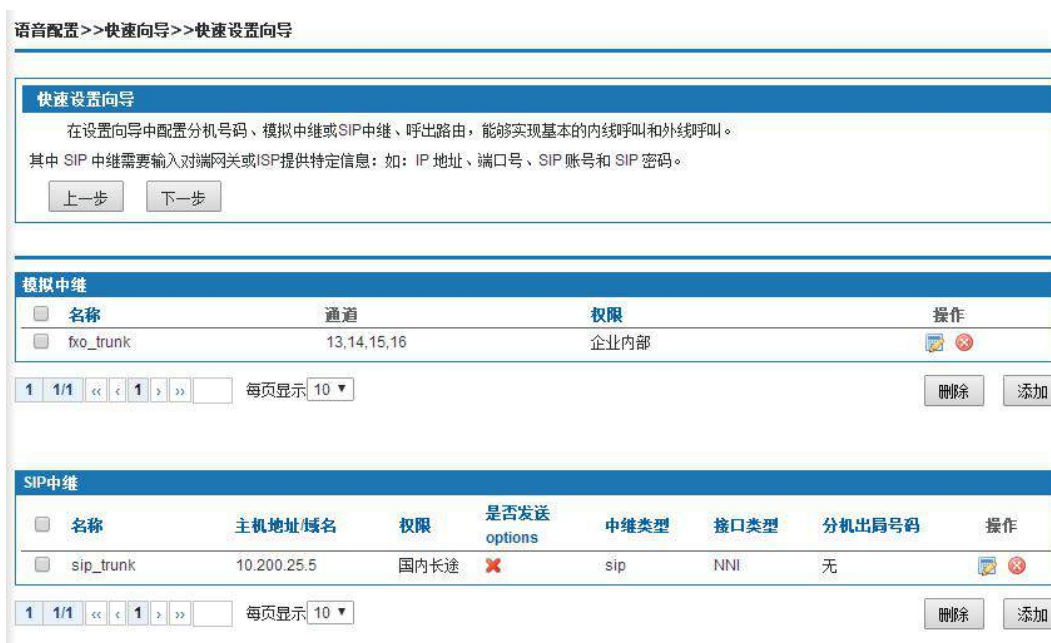 语音配置>>快速向导>>快速设置向导
快速设置向导
在设置向导中配置分机号码、模拟中继或SIP中继、呼出路由，能够实现基本的内线呼叫和外线呼叫。
其中 SIP 中继需要输入对端网关或ISP提供特定信息：如：IP 地址、端口号、SIP 账号和 SIP 密码。
上一步 下一步
模拟中继
名称 通道 权限 操作
fxo_trunk 13,14,15,16 企业内部
1 1/1 ‹‹ ‹ 1 › ›› 每页显示 10 ▼ 删除 添加
SIP中继
名称 主机地址/域名 权限 是否发送 options 中继类型 接口类型 分机出局号码 操作
sip_trunk 10.200.25.5 国内长途 sip NNI 无
1 1/1 ‹‹ ‹ 1 › ›› 每页显示 10 ▼ 删除 添加